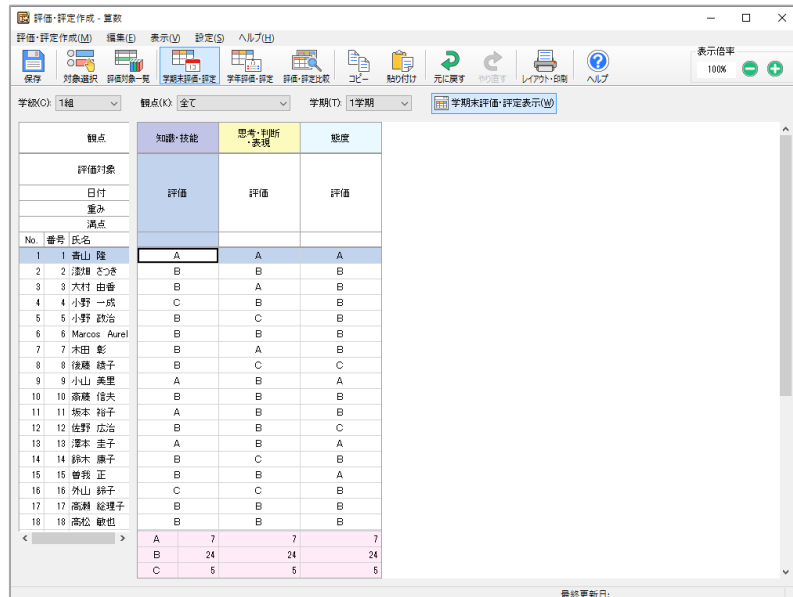 評価・評定作成 - 算数
評価・評定作成(M) 編集(E) 表示(V) 設定(S) ヘルプ(H)
保存 対象選択 評価対象一覧 学期末評価・評定 学年評価・評定 評価・評定比較 コピー 貼り付け 元に戻す やり直す レイアウト・印刷 ヘルプ
表示倍率
100%
学級(C): 1組 観点(K): 全て 学期(T): 1学期 学期末評価・評定表示(W)
観点 知識・技能 思考・判断・表現 態度
評価対象
日付 評価 評価 評価
重み
満点
No. 番号 氏名
1 1 青山 隆 A A A
2 2 漆畑 さつき B B B
3 3 大村 由香 B A B
4 4 小野 一成 C B B
5 5 小野 政治 B C B
6 6 Marcos Aurel B B B
7 7 木田 彰 B A B
8 8 後藤 綾子 B C C
9 9 小山 美里 A B A
10 10 斎藤 信夫 B B B
11 11 坂本 裕子 A B B
12 12 佐野 広治 B B C
13 13 澤本 圭子 A B A
14 14 鈴木 康子 B C B
15 15 曽我 正 B B A
16 16 外山 鈴子 C C B
17 17 高瀬 絵理子 B B B
18 18 高松 敏也 B B B
A 7 7 7
B 24 24 24
C 5 5 5
最終更新日: